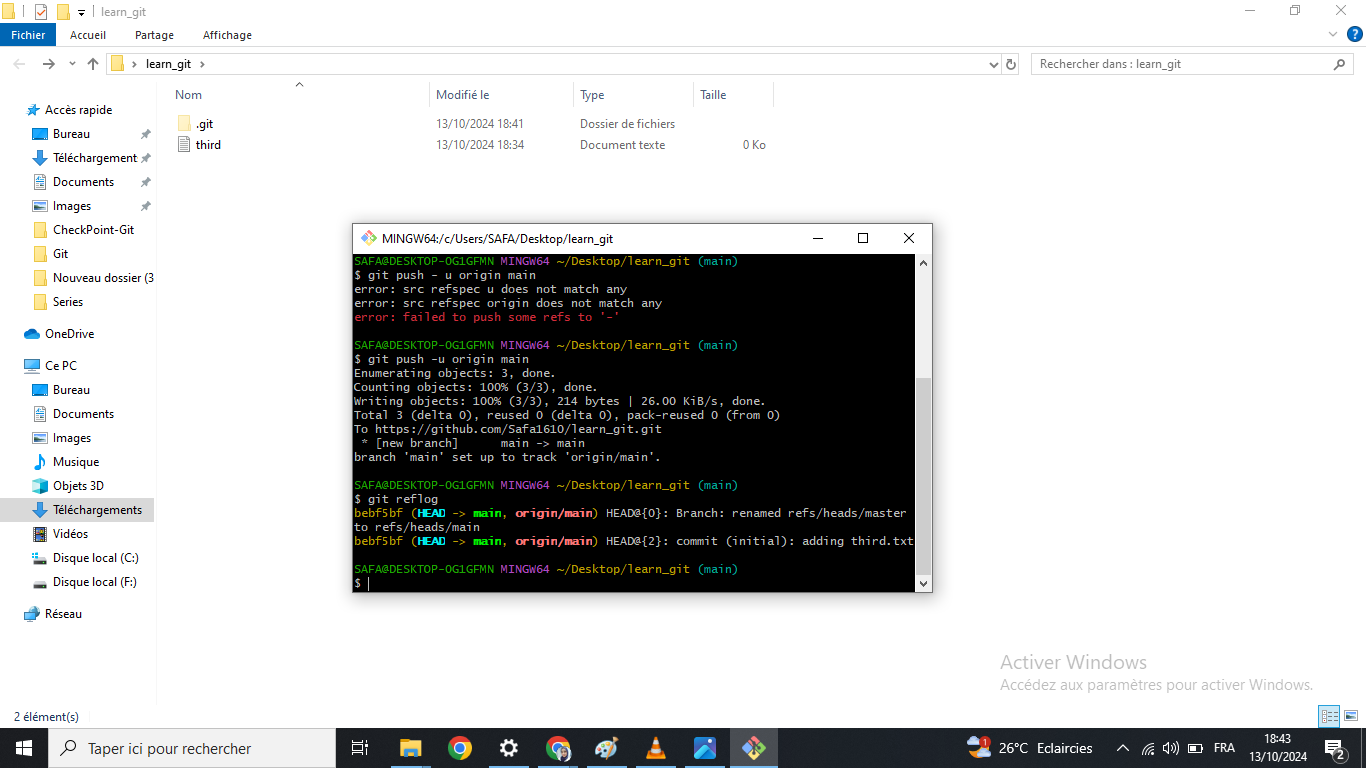 learn_git
Fichier Accueil Partage Affichage
learn_git
Rechercher dans : learn_git
Nom Modifié le Type Taille
.git 13/10/2024 18:41 Dossier de fichiers
third 13/10/2024 18:34 Document texte 0 Ko
Accès rapide
Bureau
Téléchargement
Documents
Images
CheckPoint-Git
Git
Nouveau dossier (3
Series
OneDrive
Ce PC
Bureau
Documents
Images
Musique
Objets 3D
Téléchargements
Vidéos
Disque local (C:)
Disque local (F:)
Réseau
MINGW64:/c/Users/SAFA/Desktop/learn_git
SAFA@DESKTOP-OG1GFMN MINGW64 ~/Desktop/learn_git (main)
$ git push - u origin main
error: src refspec u does not match any
error: src refspec origin does not match any
error: failed to push some refs to '-'
SAFA@DESKTOP-OG1GFMN MINGW64 ~/Desktop/learn_git (main)
$ git push -u origin main
Enumerating objects: 3, done.
Counting objects: 100% (3/3), done.
Writing objects: 100% (3/3), 214 bytes | 26.00 KiB/s, done.
Total 3 (delta 0), reused 0 (delta 0), pack-reused 0 (from 0)
To https://github.com/Safa1610/learn_git.git
* [new branch] main -> main
branch 'main' set up to track 'origin/main'.
SAFA@DESKTOP-OG1GFMN MINGW64 ~/Desktop/learn_git (main)
$ git reflog
bebf5bf (HEAD -> main, origin/main) HEAD@{0}: Branch: renamed refs/heads/master
to refs/heads/main
bebf5bf (HEAD -> main, origin/main) HEAD@{2}: commit (initial): adding third.txt
SAFA@DESKTOP-OG1GFMN MINGW64 ~/Desktop/learn_git (main)
$
Activer Windows
Accédez aux paramètres pour activer Windows.
2 élément(s)
Taper ici pour rechercher
1
26°C Eclaircies
FRA
18:43
13/10/2024
2